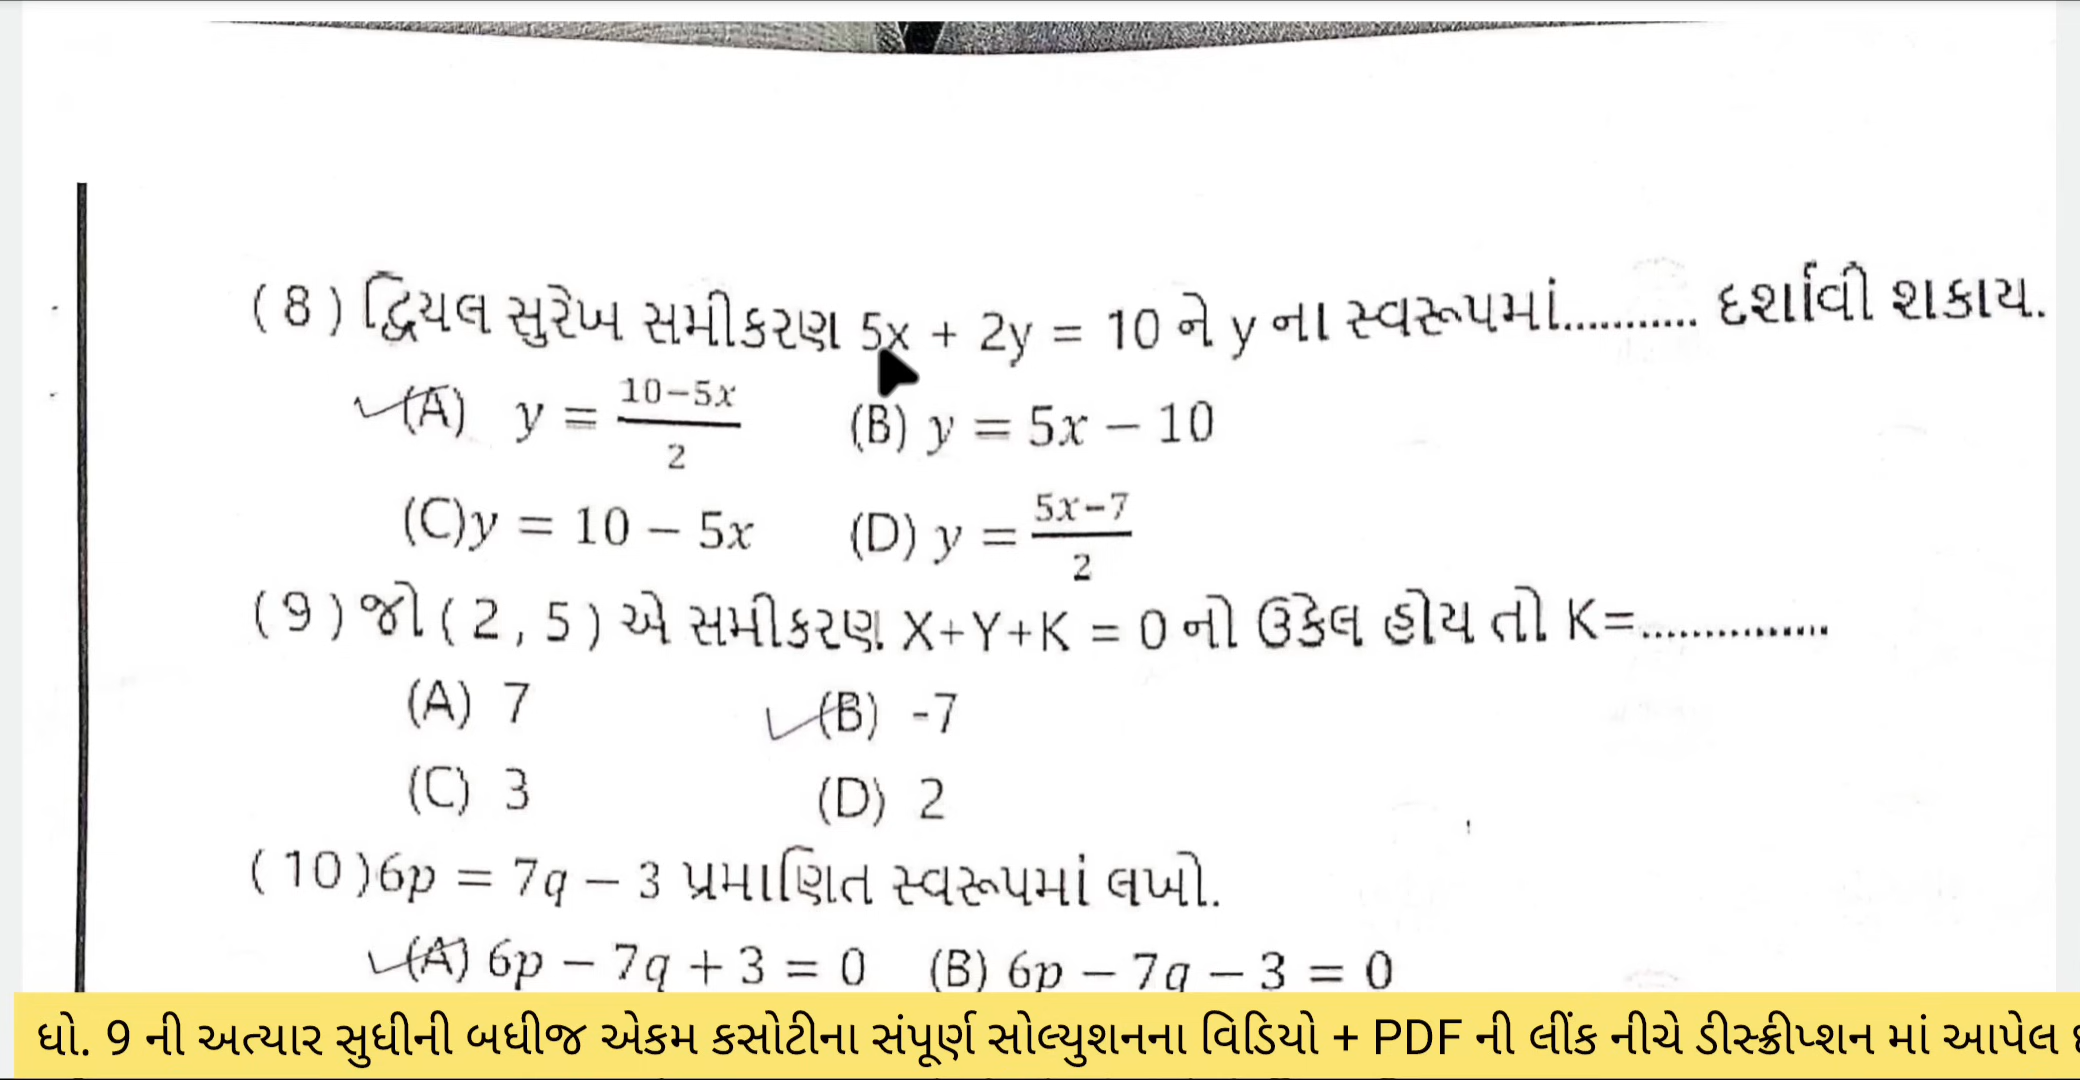 (8) દ્વિચલ સુરેખ સમીકરણ 5x + 2y = 10 ને y ના સ્વરૂપમાં........... દર્શાવી શકાય.
(A) y = \frac{10-5x}{2} (B) y = 5x − 10
(C)y = 10 − 5x (D) y = \frac{5x-7}{2}
(9) જો (2,5) એ સમીકરણ X+Y+K = 0 નો ઉકેલ હોય તો K=...............
(A) 7 (B) -7
(C) 3 (D) 2
(10)6p = 7q − 3 પ્રમાણિત સ્વરૂપમાં લખો.
(A) 6p − 7q + 3 = 0 (B) 6p − 7q − 3 = 0
ધો. 9 ની અત્યાર સુધીની બધીજ એકમ કસોટીના સંપૂર્ણ સોલ્યુશનના વિડિયો + PDF ની લીંક નીચે ડીસ્ક્રીપ્શન માં આપેલ